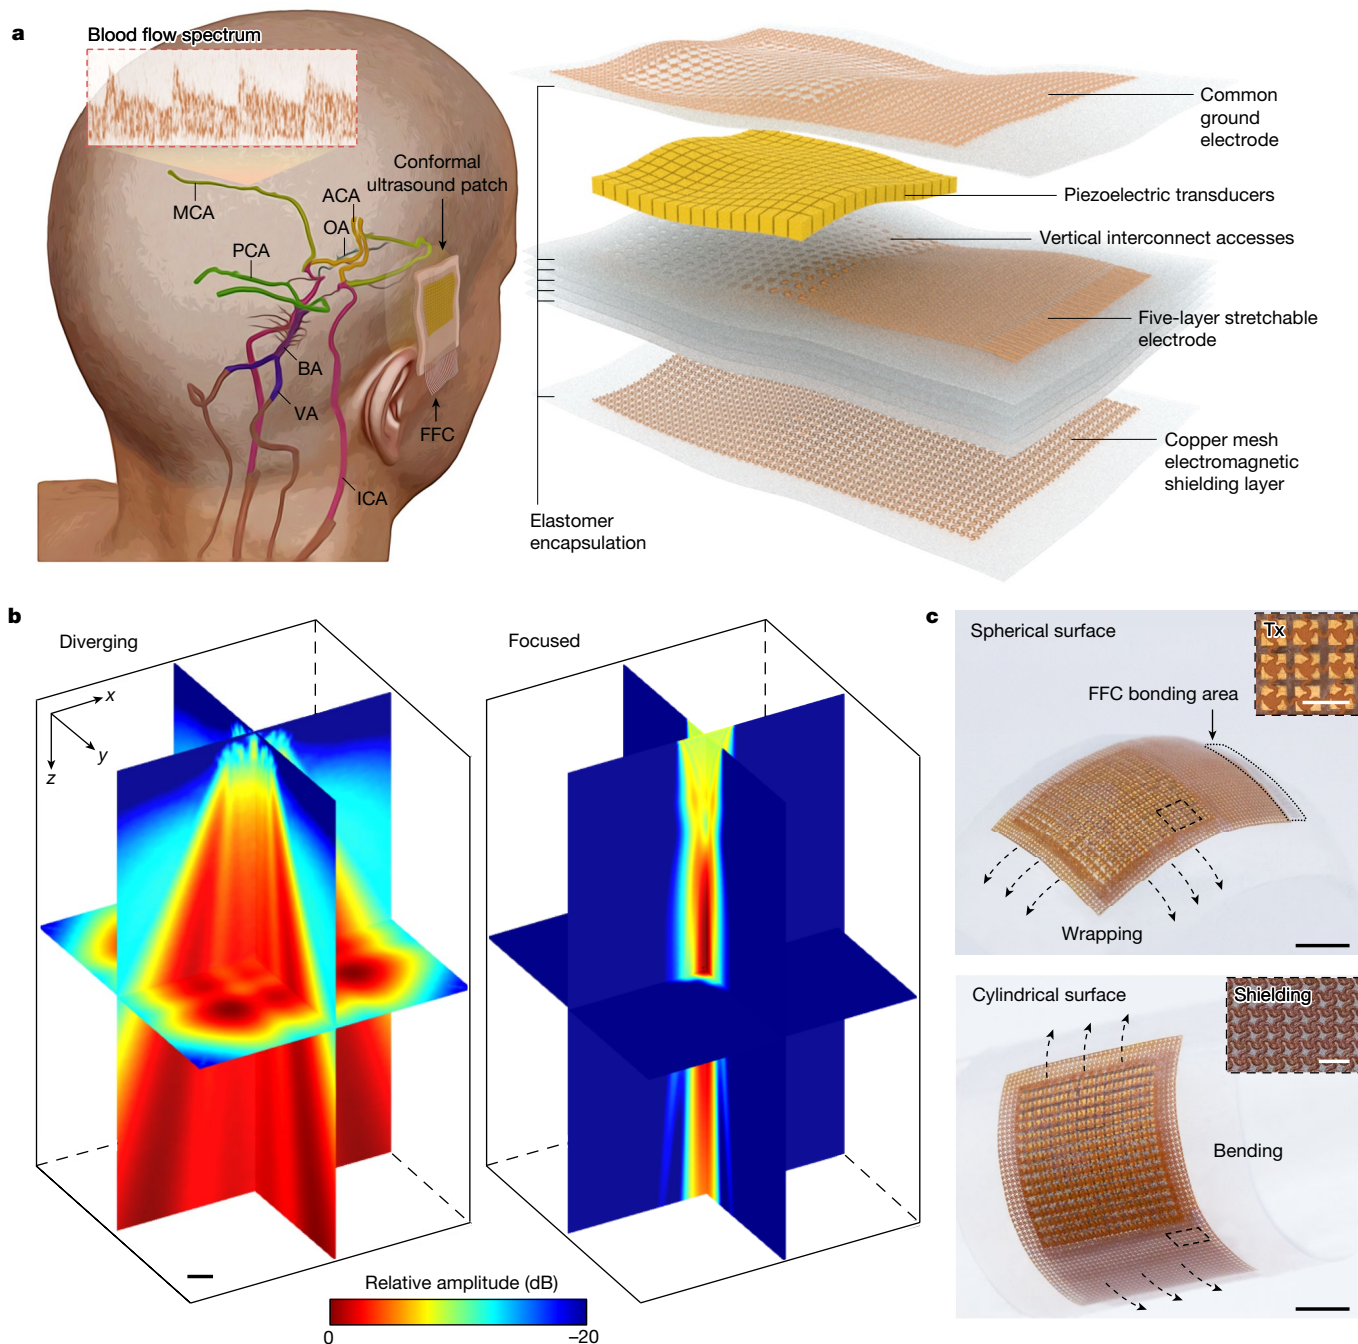 a
Blood flow spectrum
MCA
PCA
ACA
OA
Conformal
ultrasound patch
BA
VA
FFC
ICA
Common
ground
electrode
Piezoelectric transducers
Vertical interconnect accesses
Five-layer stretchable
electrode
Copper mesh
electromagnetic
shielding layer
Elastomer
encapsulation
b
Diverging
x
y
z
Focused
Relative amplitude (dB)
0
–20
c
Spherical surface
Tx
FFC bonding area
Wrapping
Cylindrical surface
Shielding
Bending